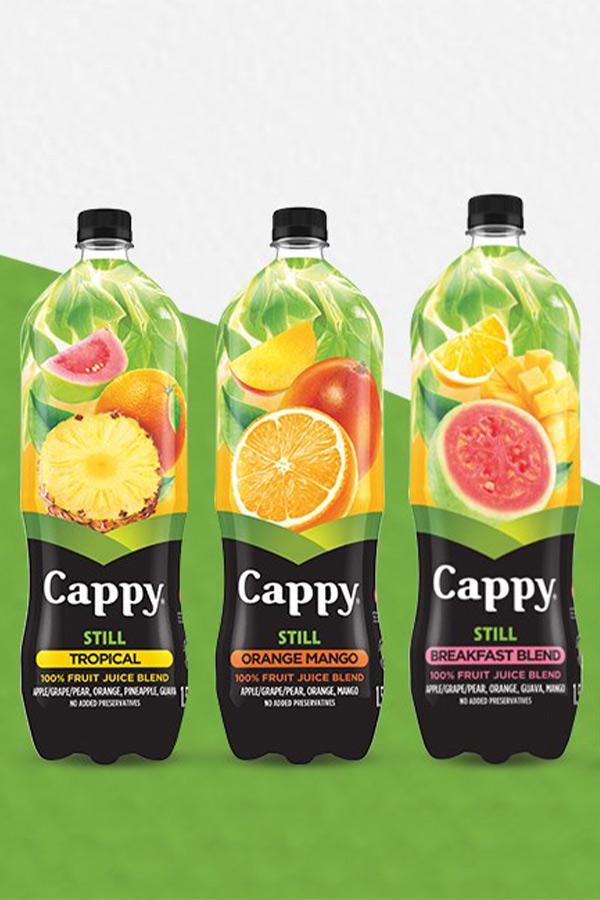 Cappy
STILL
TROPICAL
100% FRUIT JUICE BLEND
APPLE/GRAPE/PEAR, ORANGE, PINEAPPLE, GUAVA
NO ADDED PRESERVATIVES
Cappy
STILL
ORANGE MANGO
100% FRUIT JUICE BLEND
APPLE/GRAPE/PEAR, ORANGE, MANGO
NO ADDED PRESERVATIVES
Cappy
STILL
BREAKFAST BLEND
100% FRUIT JUICE BLEND
APPLE/GRAPE/PEAR, ORANGE, GUAVA, MANGO
NO ADDED PRESERVATIVES